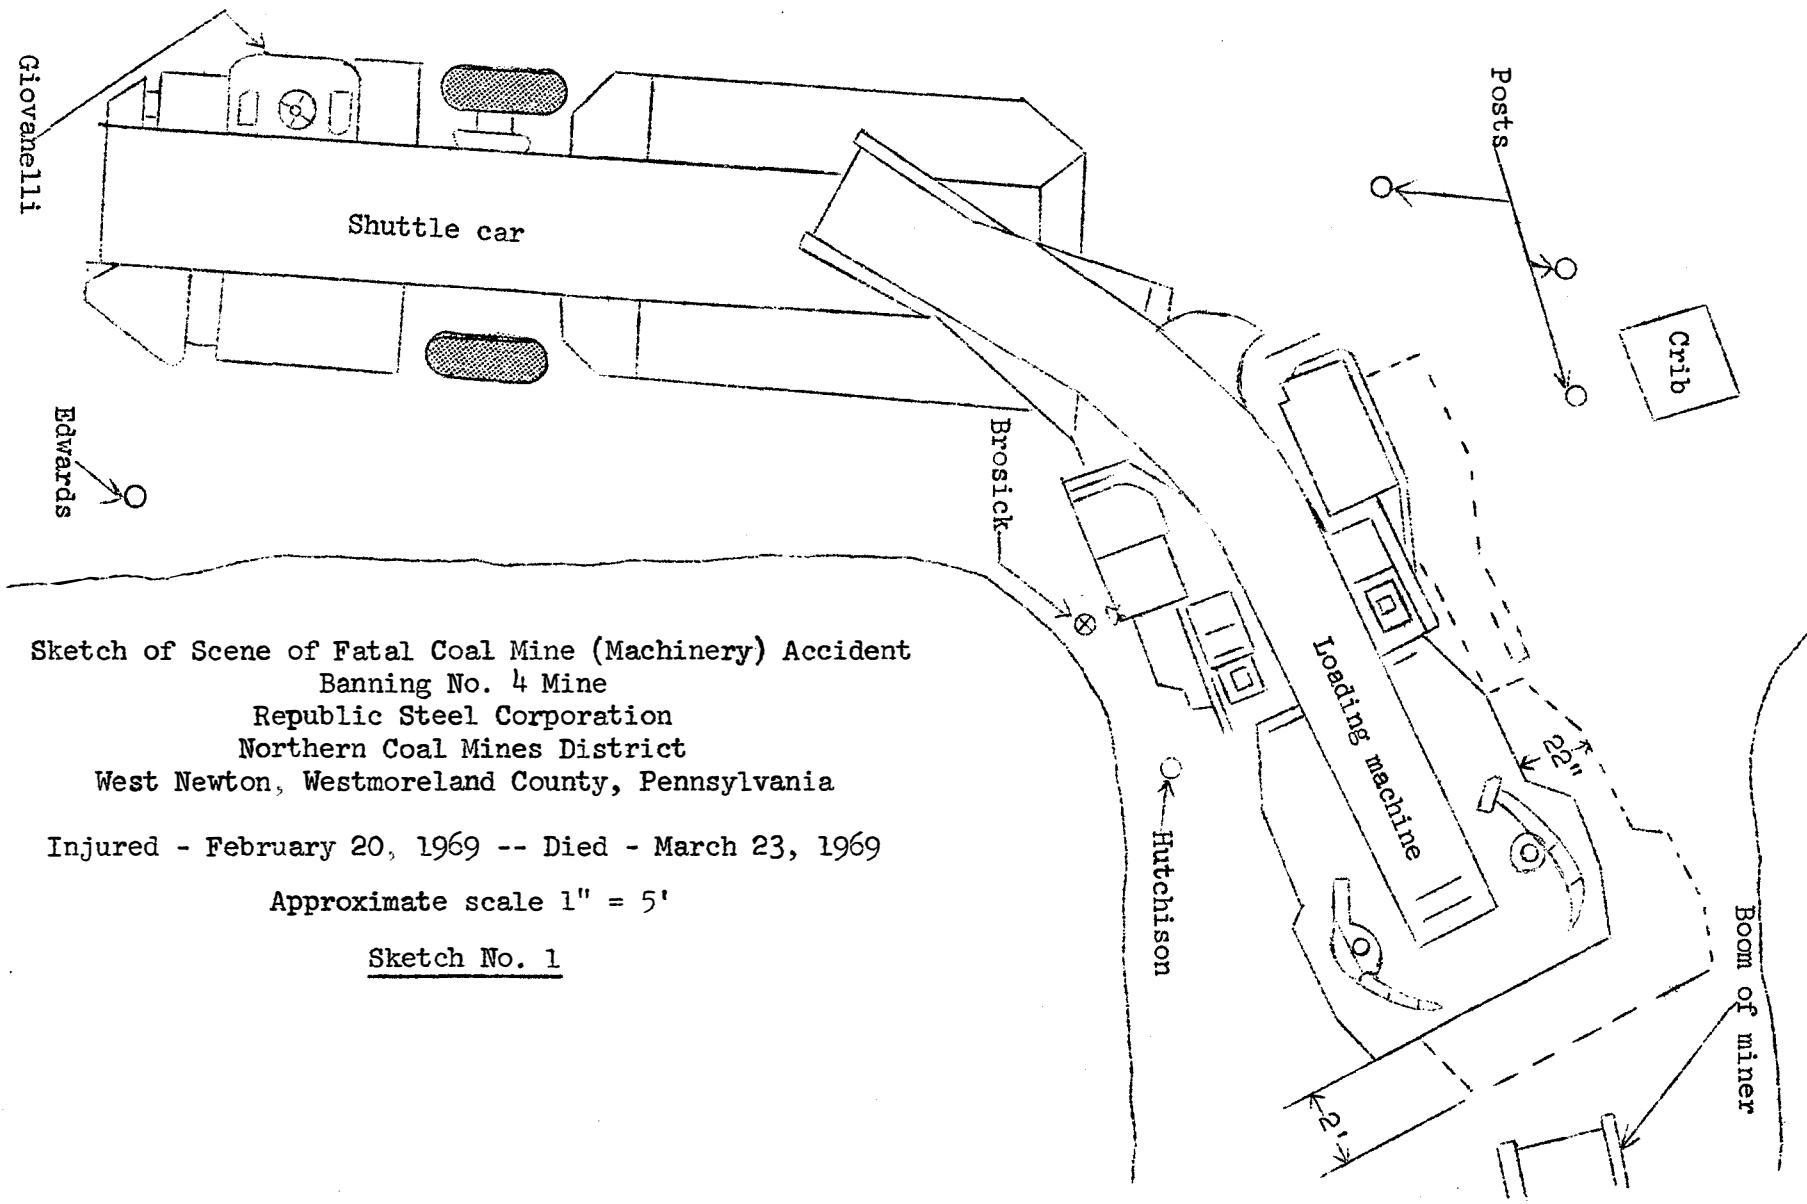 Giovanelli
Shuttle car
Posts
Crib
Edwards
Brosick
Loading machine
22"
Hutchison
Boom of miner
2'
Sketch of Scene of Fatal Coal Mine (Machinery) Accident
Banning No. 4 Mine
Republic Steel Corporation
Northern Coal Mines District
West Newton, Westmoreland County, Pennsylvania
Injured - February 20, 1969 -- Died - March 23, 1969
Approximate scale 1" = 5'
Sketch No. 1